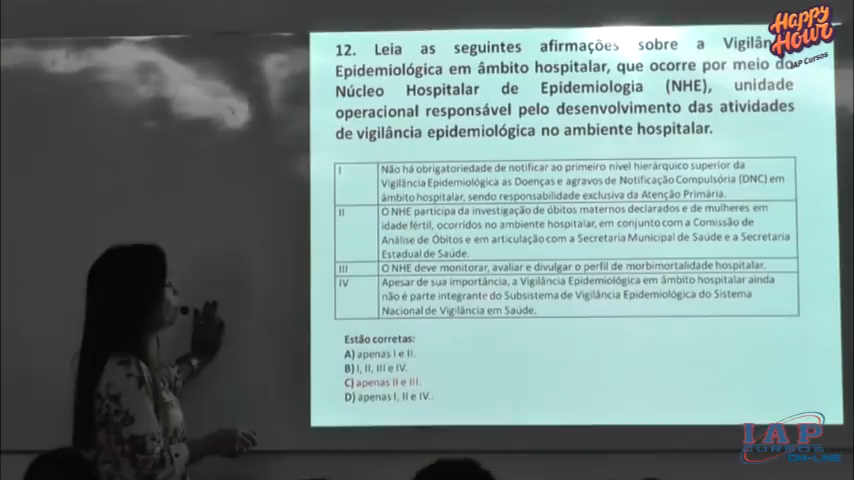 HAPPY
HOUR
IAP Cursos
12. Leia as seguintes afirmações sobre a
Epidemiológica em âmbito hospitalar, que ocorre por meio do
Núcleo Hospitalar de Epidemiologia (NHE), unidade
operacional responsável pelo desenvolvimento das atividades
de vigilância epidemiológica no ambiente hospitalar.
I Não há obrigatoriedade de notificar ao primeiro nível hierárquico superior da
Vigilância Epidemiológica as Doenças e agravos de Notificação Compulsória (DNC) em
âmbito hospitalar, sendo responsabilidade exclusiva da Atenção Primária.
II O NHE participa da investigação de óbitos maternos declarados e de mulheres em
idade fértil, ocorridos no ambiente hospitalar, em conjunto com a Comissão de
Análise de Óbitos e em articulação com a Secretaria Municipal de Saúde e a Secretaria
Estadual de Saúde.
III O NHE deve monitorar, avaliar e divulgar o perfil de morbimortalidade hospitalar.
IV Apesar de sua importância, a Vigilância Epidemiológica em âmbito hospitalar ainda
não é parte integrante do Subsistema de Vigilância Epidemiológica do Sistema
Nacional de Vigilância em Saúde.
Estão corretas:
A) apenas I e II.
B) I, II, III e IV.
C) apenas II e III.
D) apenas I, II e IV..
IAP
CURSOS
ON-LINE